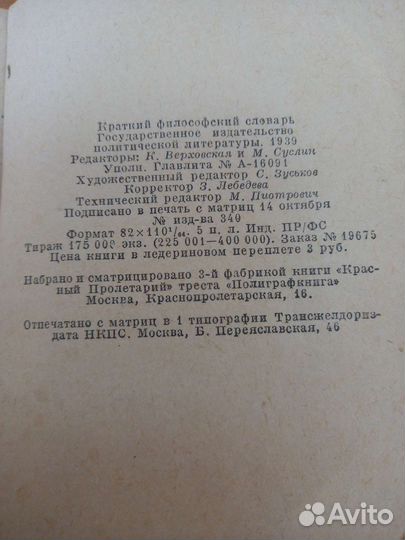 Краткий философский словарь
Государственное издательство
политической литературы. 1939
Редакторы: К. Верховская и М. Суслин
Уполн. Главлита № А-16091
Художественный редактор С. Зуськов
Корректор З. Лебедева
Технический редактор М. Пиотрович
Подписано в печать с матриц 14 октября
№ изд-ва 340
Формат 82×110¹/₆₄. 5 п. л. Инд. ПР/ФС
Тираж 175 000 экз. (225 001—400 000). Заказ № 19675
Цена книги в ледериновом переплете 3 руб.
Набрано и сматрицировано 3-й фабрикой книги «Крас-
ный Пролетарий» треста «Полиграфкнига»
Москва, Краснопролетарская, 16.
Отпечатано с матриц в 1 типографии Трансжелдориз-
дата НКПС. Москва, Б. Переяславская, 46
Avito